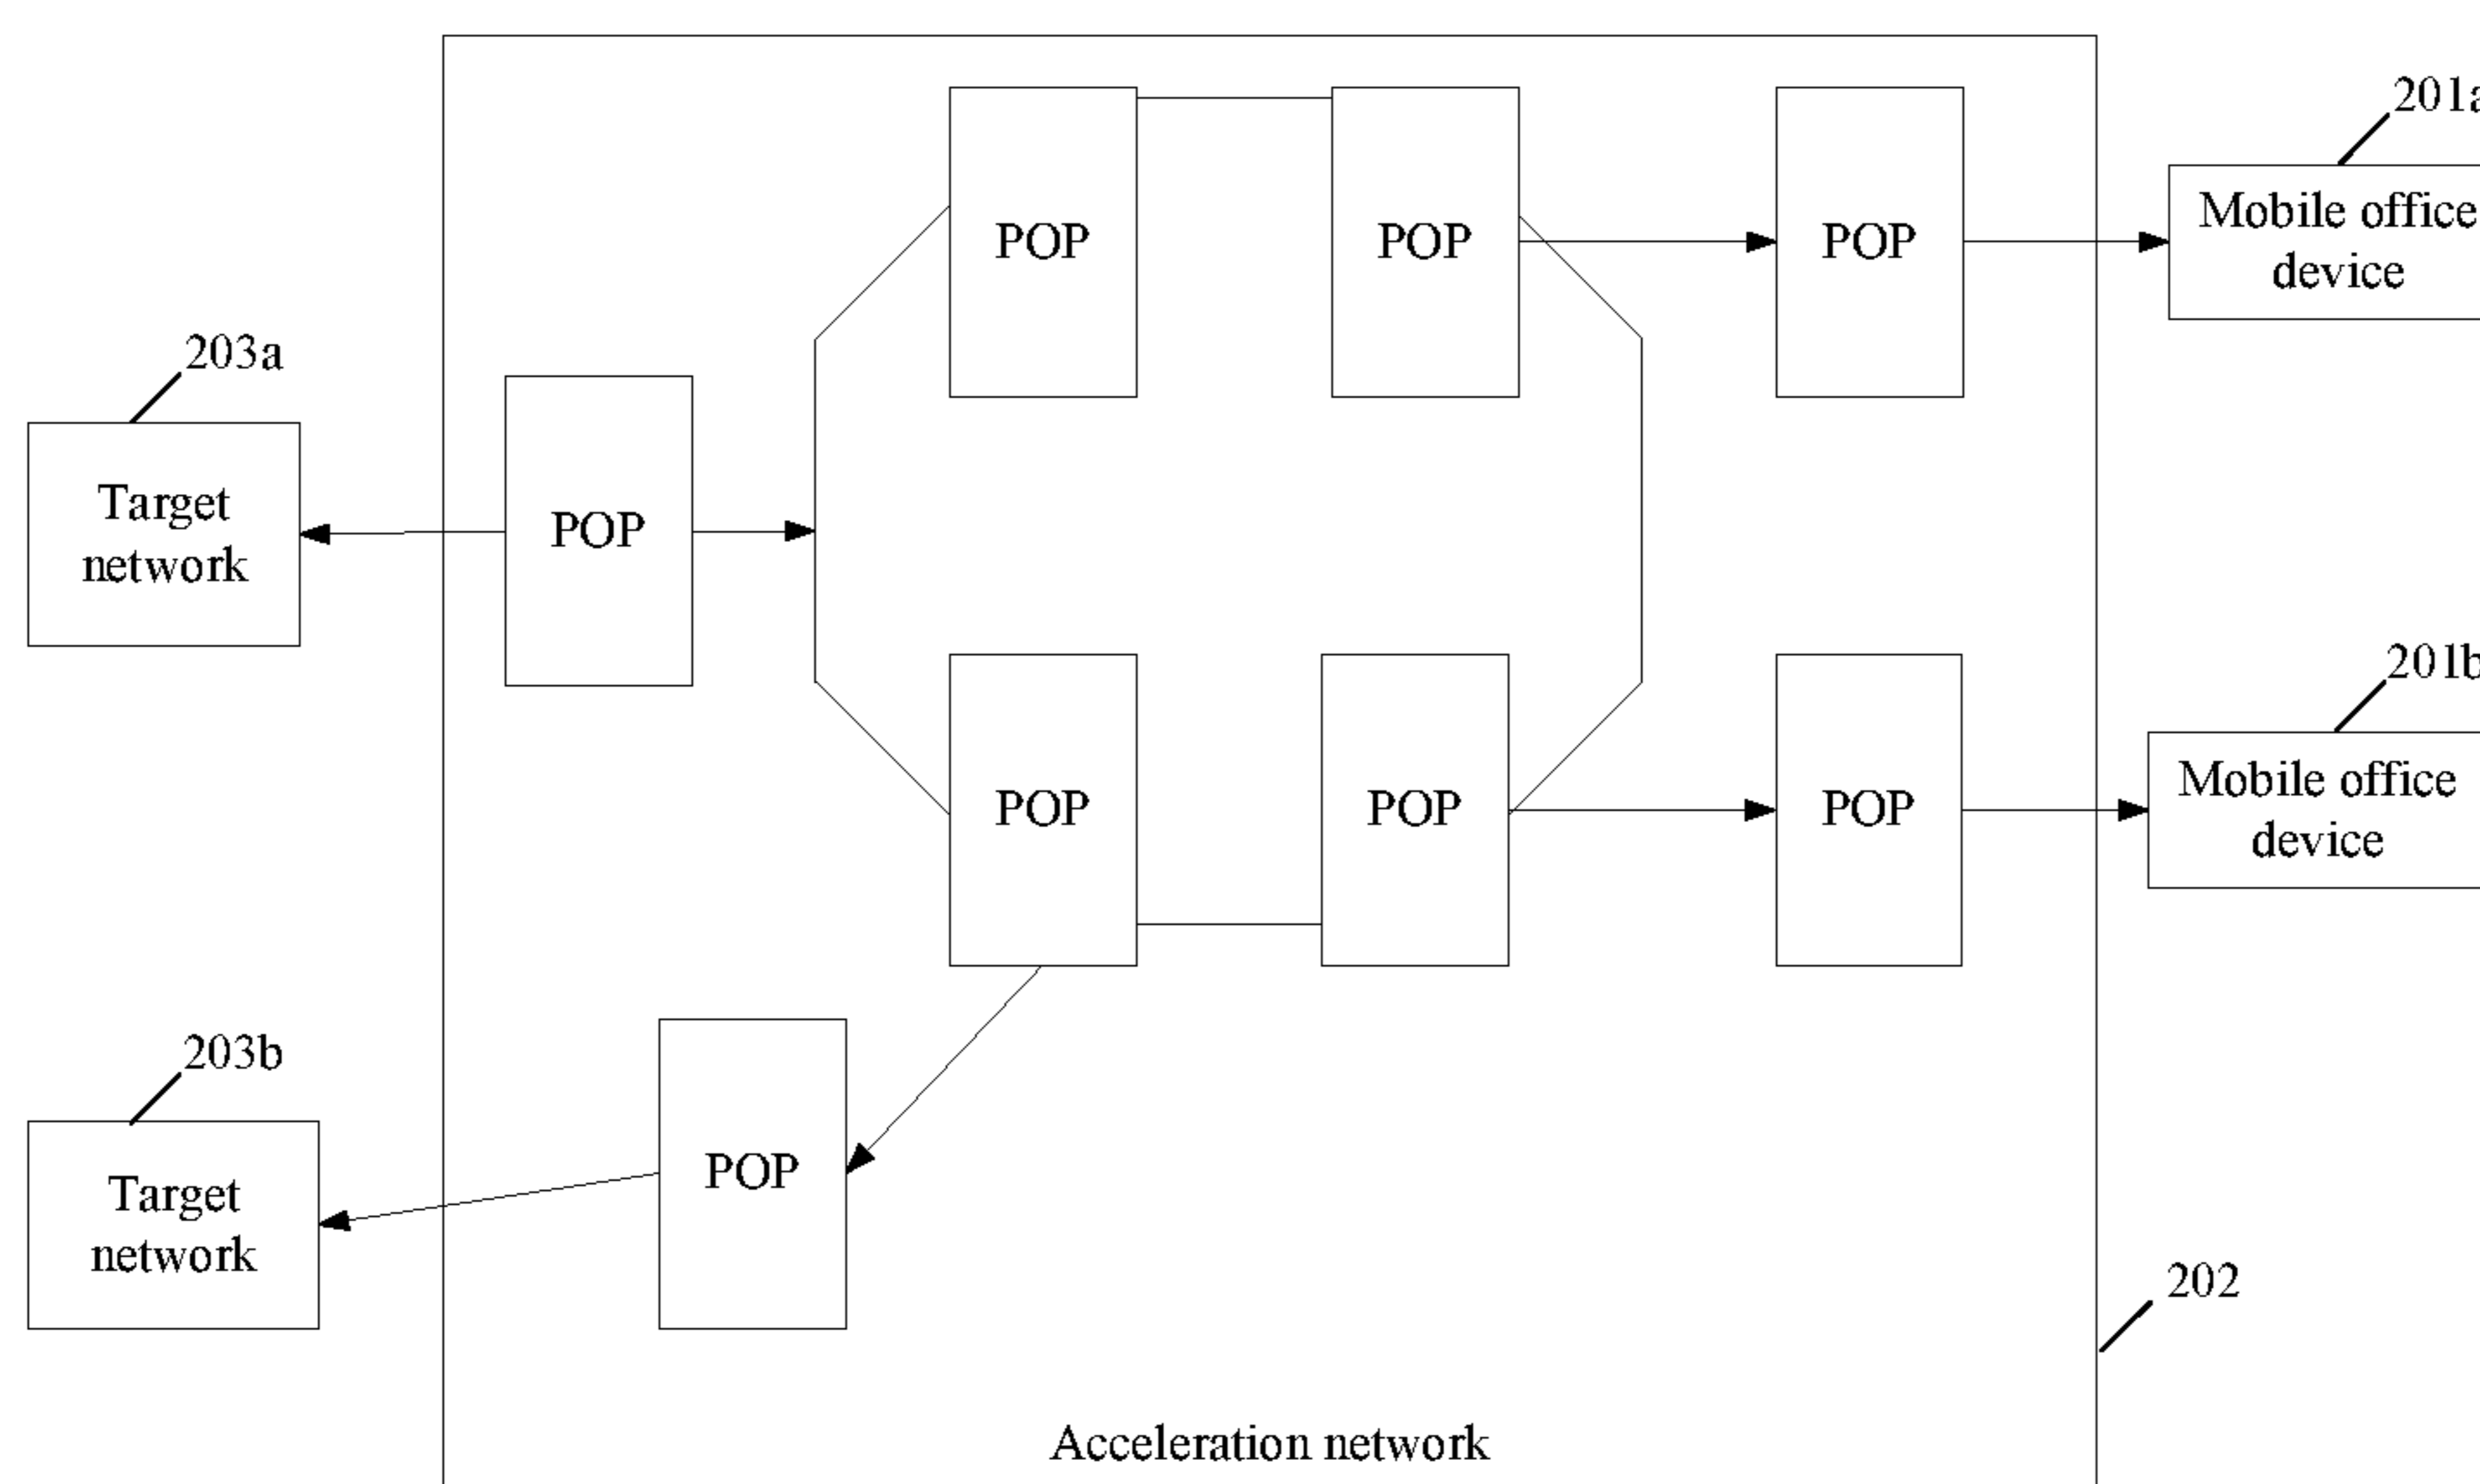 201a
POP
POP
POP
Mobile office
device
203a
Target
network
POP
201b
POP
POP
POP
Mobile office
device
203b
Target
network
POP
202
Acceleration network